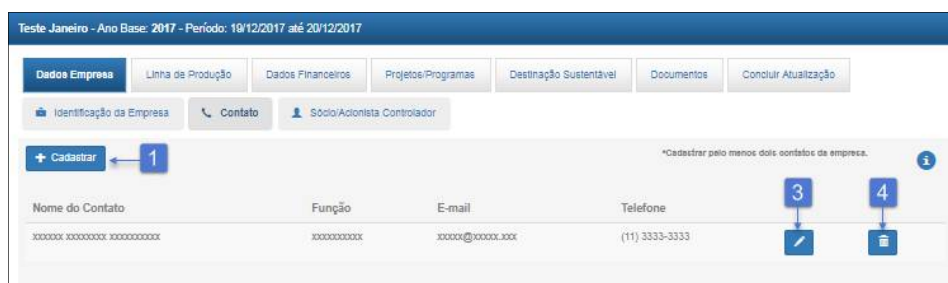 Teste Janeiro - Ano Base: 2017 - Período: 19/12/2017 até 20/12/2017
Dados Empresa Linha de Produção Dados Financeiros Projetos/Programas Destinação Sustentável Documentos Concluir Atualização
Identificação da Empresa Contato Sócio/Acionista Controlador
+ Cadastrar 1 *Cadastrar pelo menos dois contatos da empresa. i
3 4
Nome do Contato Função E-mail Telefone
xxxxxx xxxxxxxx xxxxxxxxxx xxxxxxxxxx xxxxx@xxxxx.xxx (11) 3333-3333